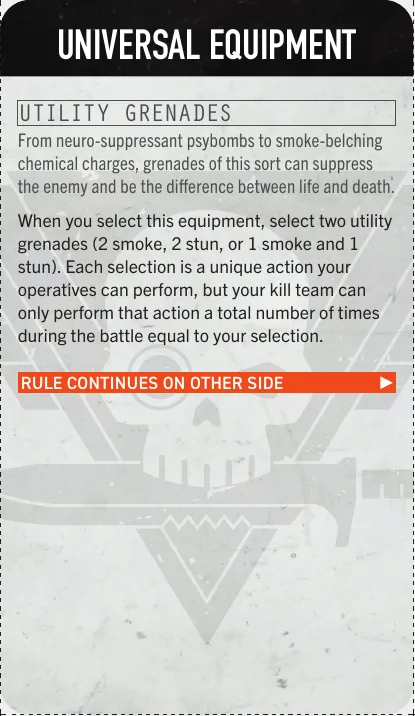 UNIVERSAL EQUIPMENT
UTILITY GRENADES
From neuro-suppressant psybombs to smoke-belching
chemical charges, grenades of this sort can suppress
the enemy and be the difference between life and death.
When you select this equipment, select two utility
grenades (2 smoke, 2 stun, or 1 smoke and 1
stun). Each selection is a unique action your
operatives can perform, but your kill team can
only perform that action a total number of times
during the battle equal to your selection.
RULE CONTINUES ON OTHER SIDE